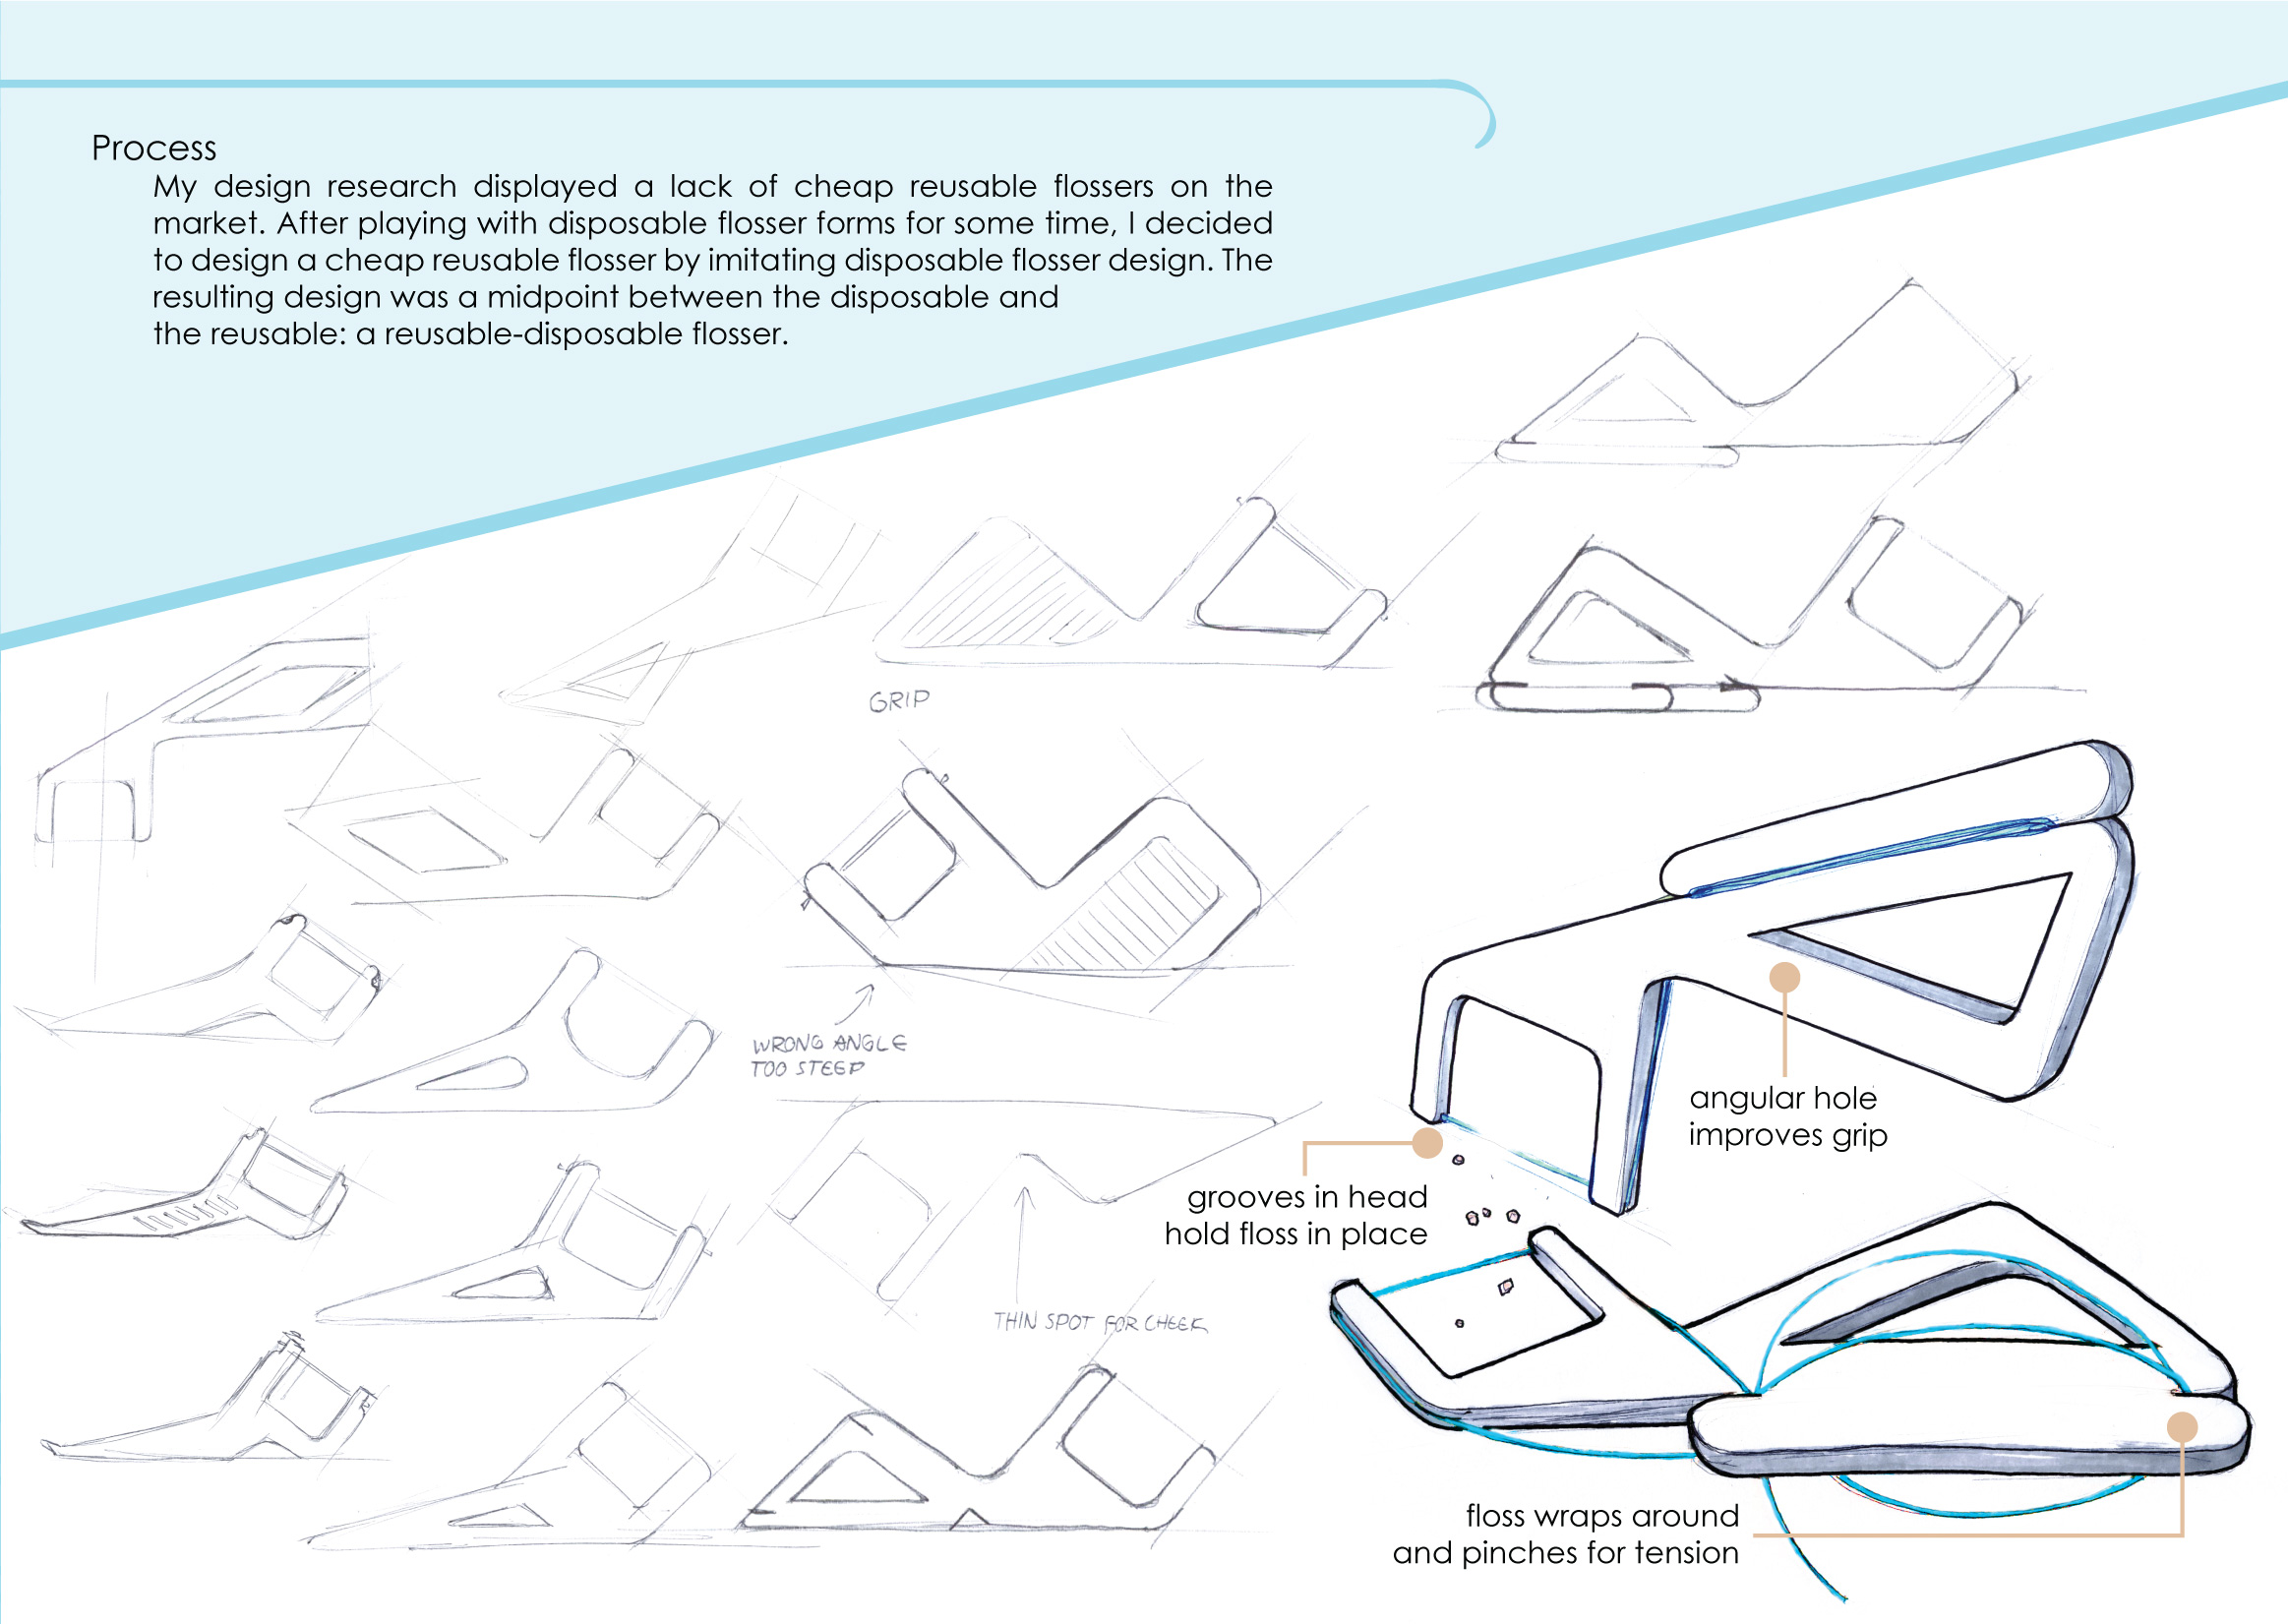 Process
My design research displayed a lack of cheap reusable flossers on the
market. After playing with disposable flosser forms for some time, I decided
to design a cheap reusable flosser by imitating disposable flosser design. The
resulting design was a midpoint between the disposable and
the reusable: a reusable-disposable flosser.
GRIP
WRONG ANGLE
TOO STEEP
angular hole
improves grip
grooves in head
hold floss in place
THIN SPOT FOR CHEEK
floss wraps around
and pinches for tension